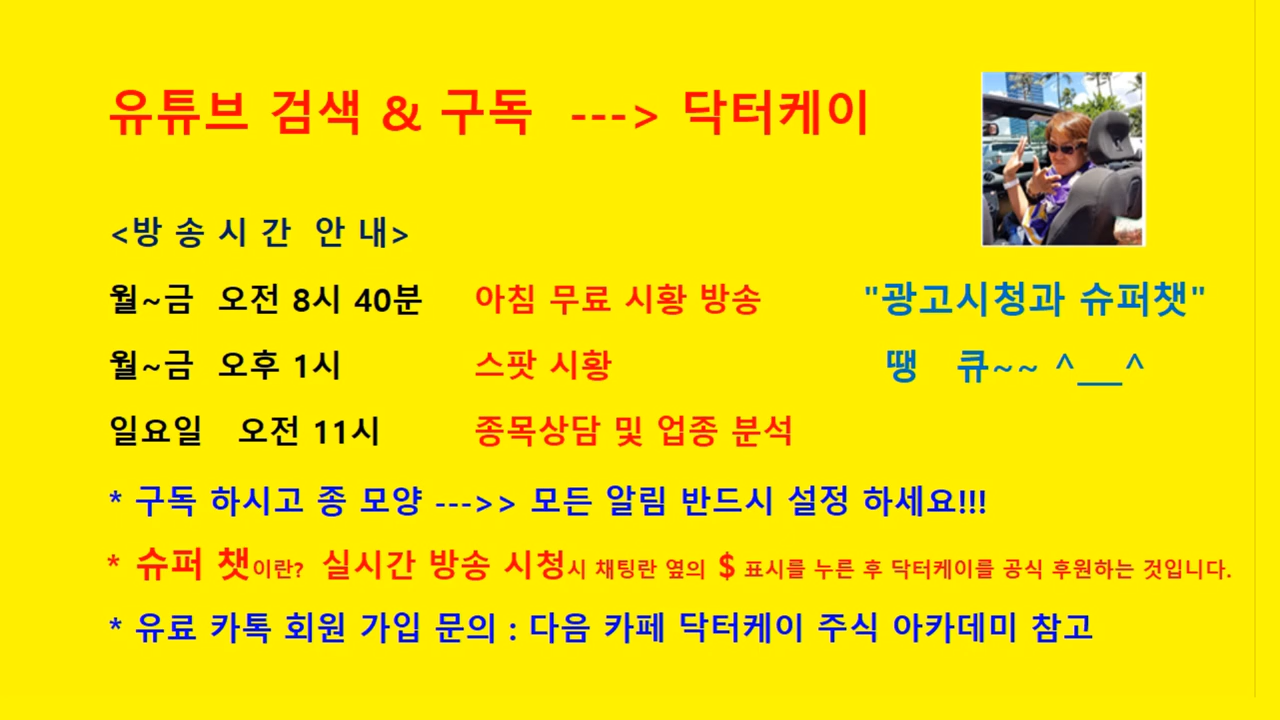 유튜브 검색 & 구독 ---> 닥터케이
<방 송 시 간 안 내>
월~금 오전 8시 40분 아침 무료 시황 방송 "광고시청과 슈퍼챗"
월~금 오후 1시 스팟 시황 땡 큐~~ ^__^
일요일 오전 11시 종목상담 및 업종 분석
* 구독 하시고 종 모양 --->> 모든 알림 반드시 설정 하세요!!!
* 슈퍼 챗이란? 실시간 방송 시청시 채팅란 옆의 $ 표시를 누른 후 닥터케이를 공식 후원하는 것입니다.
* 유료 카톡 회원 가입 문의 : 다음 카페 닥터케이 주식 아카데미 참고